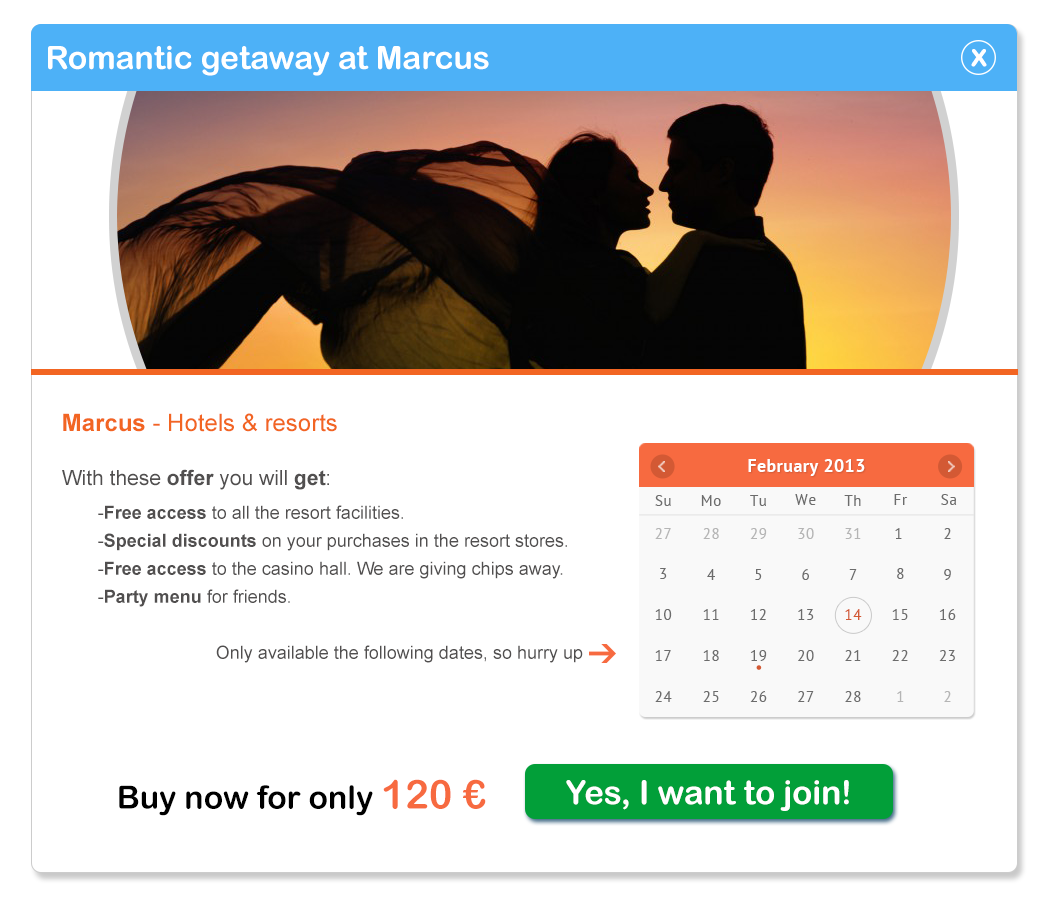 Romantic getaway at Marcus
X
Marcus - Hotels & resorts
With these offer you will get:
-Free access to all the resort facilities.
-Special discounts on your purchases in the resort stores.
-Free access to the casino hall. We are giving chips away.
-Party menu for friends.
Only available the following dates, so hurry up
February 2013
Su Mo Tu We Th Fr Sa
27 28 29 30 31 1 2
3 4 5 6 7 8 9
10 11 12 13 14 15 16
17 18 19 20 21 22 23
24 25 26 27 28 1 2
Buy now for only 120 €
Yes, I want to join!